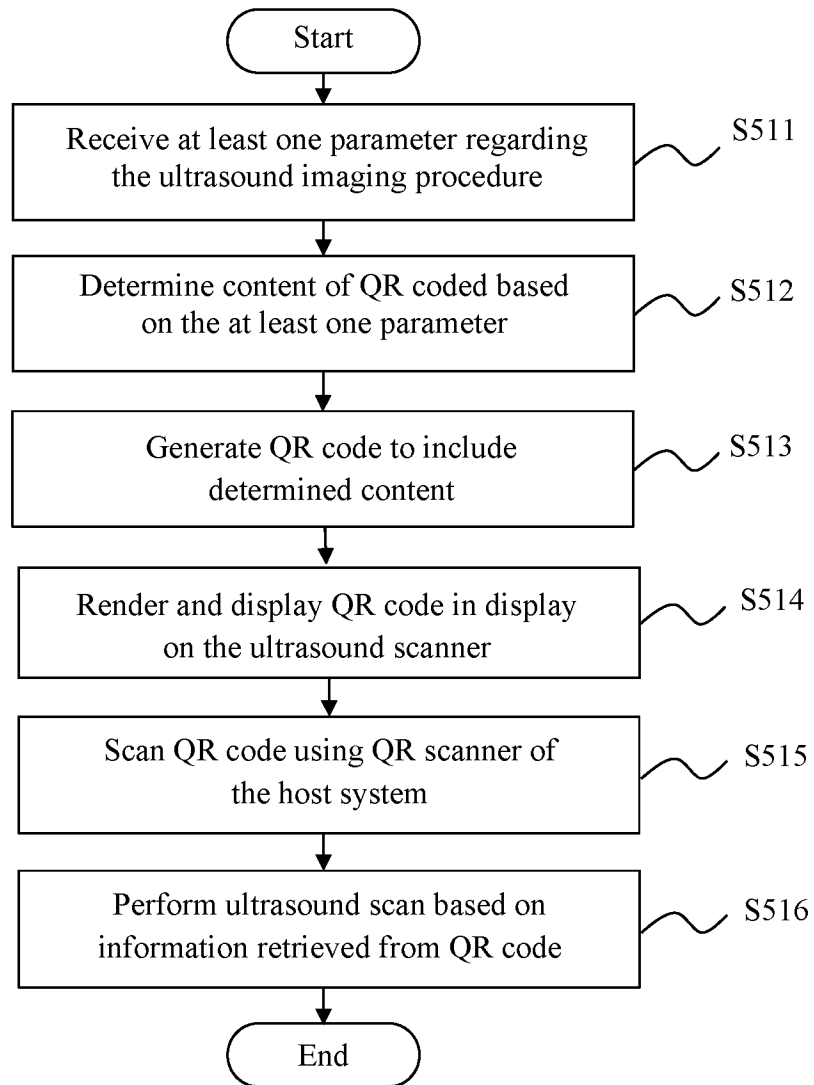 Start
Receive at least one parameter regarding
the ultrasound imaging procedure
S511
Determine content of QR coded based
on the at least one parameter
S512
Generate QR code to include
determined content
S513
Render and display QR code in display
on the ultrasound scanner
S514
Scan QR code using QR scanner of
the host system
S515
Perform ultrasound scan based on
information retrieved from QR code
S516
End